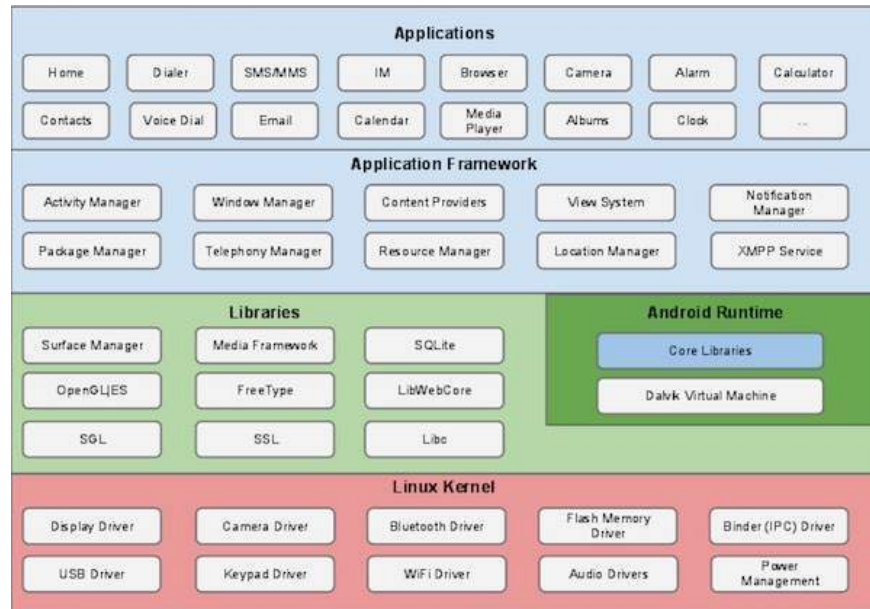 Applications
Home
Dialer
SMS/MMS
IM
Browser
Camera
Alarm
Calculator
Contacts
Voice Dial
Email
Calendar
Media
Player
Albums
Clock
...
Application Framework
Activity Manager
Window Manager
Content Providers
View System
Notification
Manager
Package Manager
Telephony Manager
Resource Manager
Location Manager
XMPP Service
Libraries
Surface Manager
Media Framework
SQLite
OpenGL|ES
FreeType
LibWebCore
SGL
SSL
Libc
Android Runtime
Core Libraries
Dalvik Virtual Machine
Linux Kernel
Display Driver
Camera Driver
Bluetooth Driver
Flash Memory
Driver
Binder (IPC) Driver
USB Driver
Keypad Driver
WiFi Driver
Audio Drivers
Power
Management